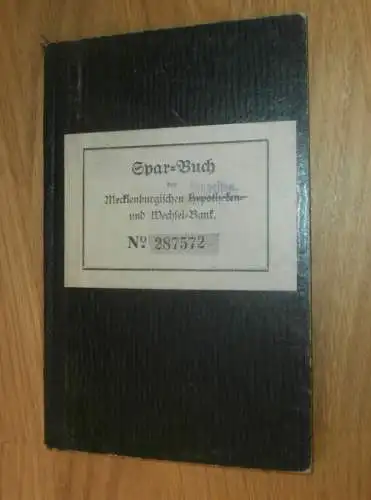 Spar-Buch
der
Mecklenburgischen Hypotheken-
und Wechsel-Bank.
No 287572